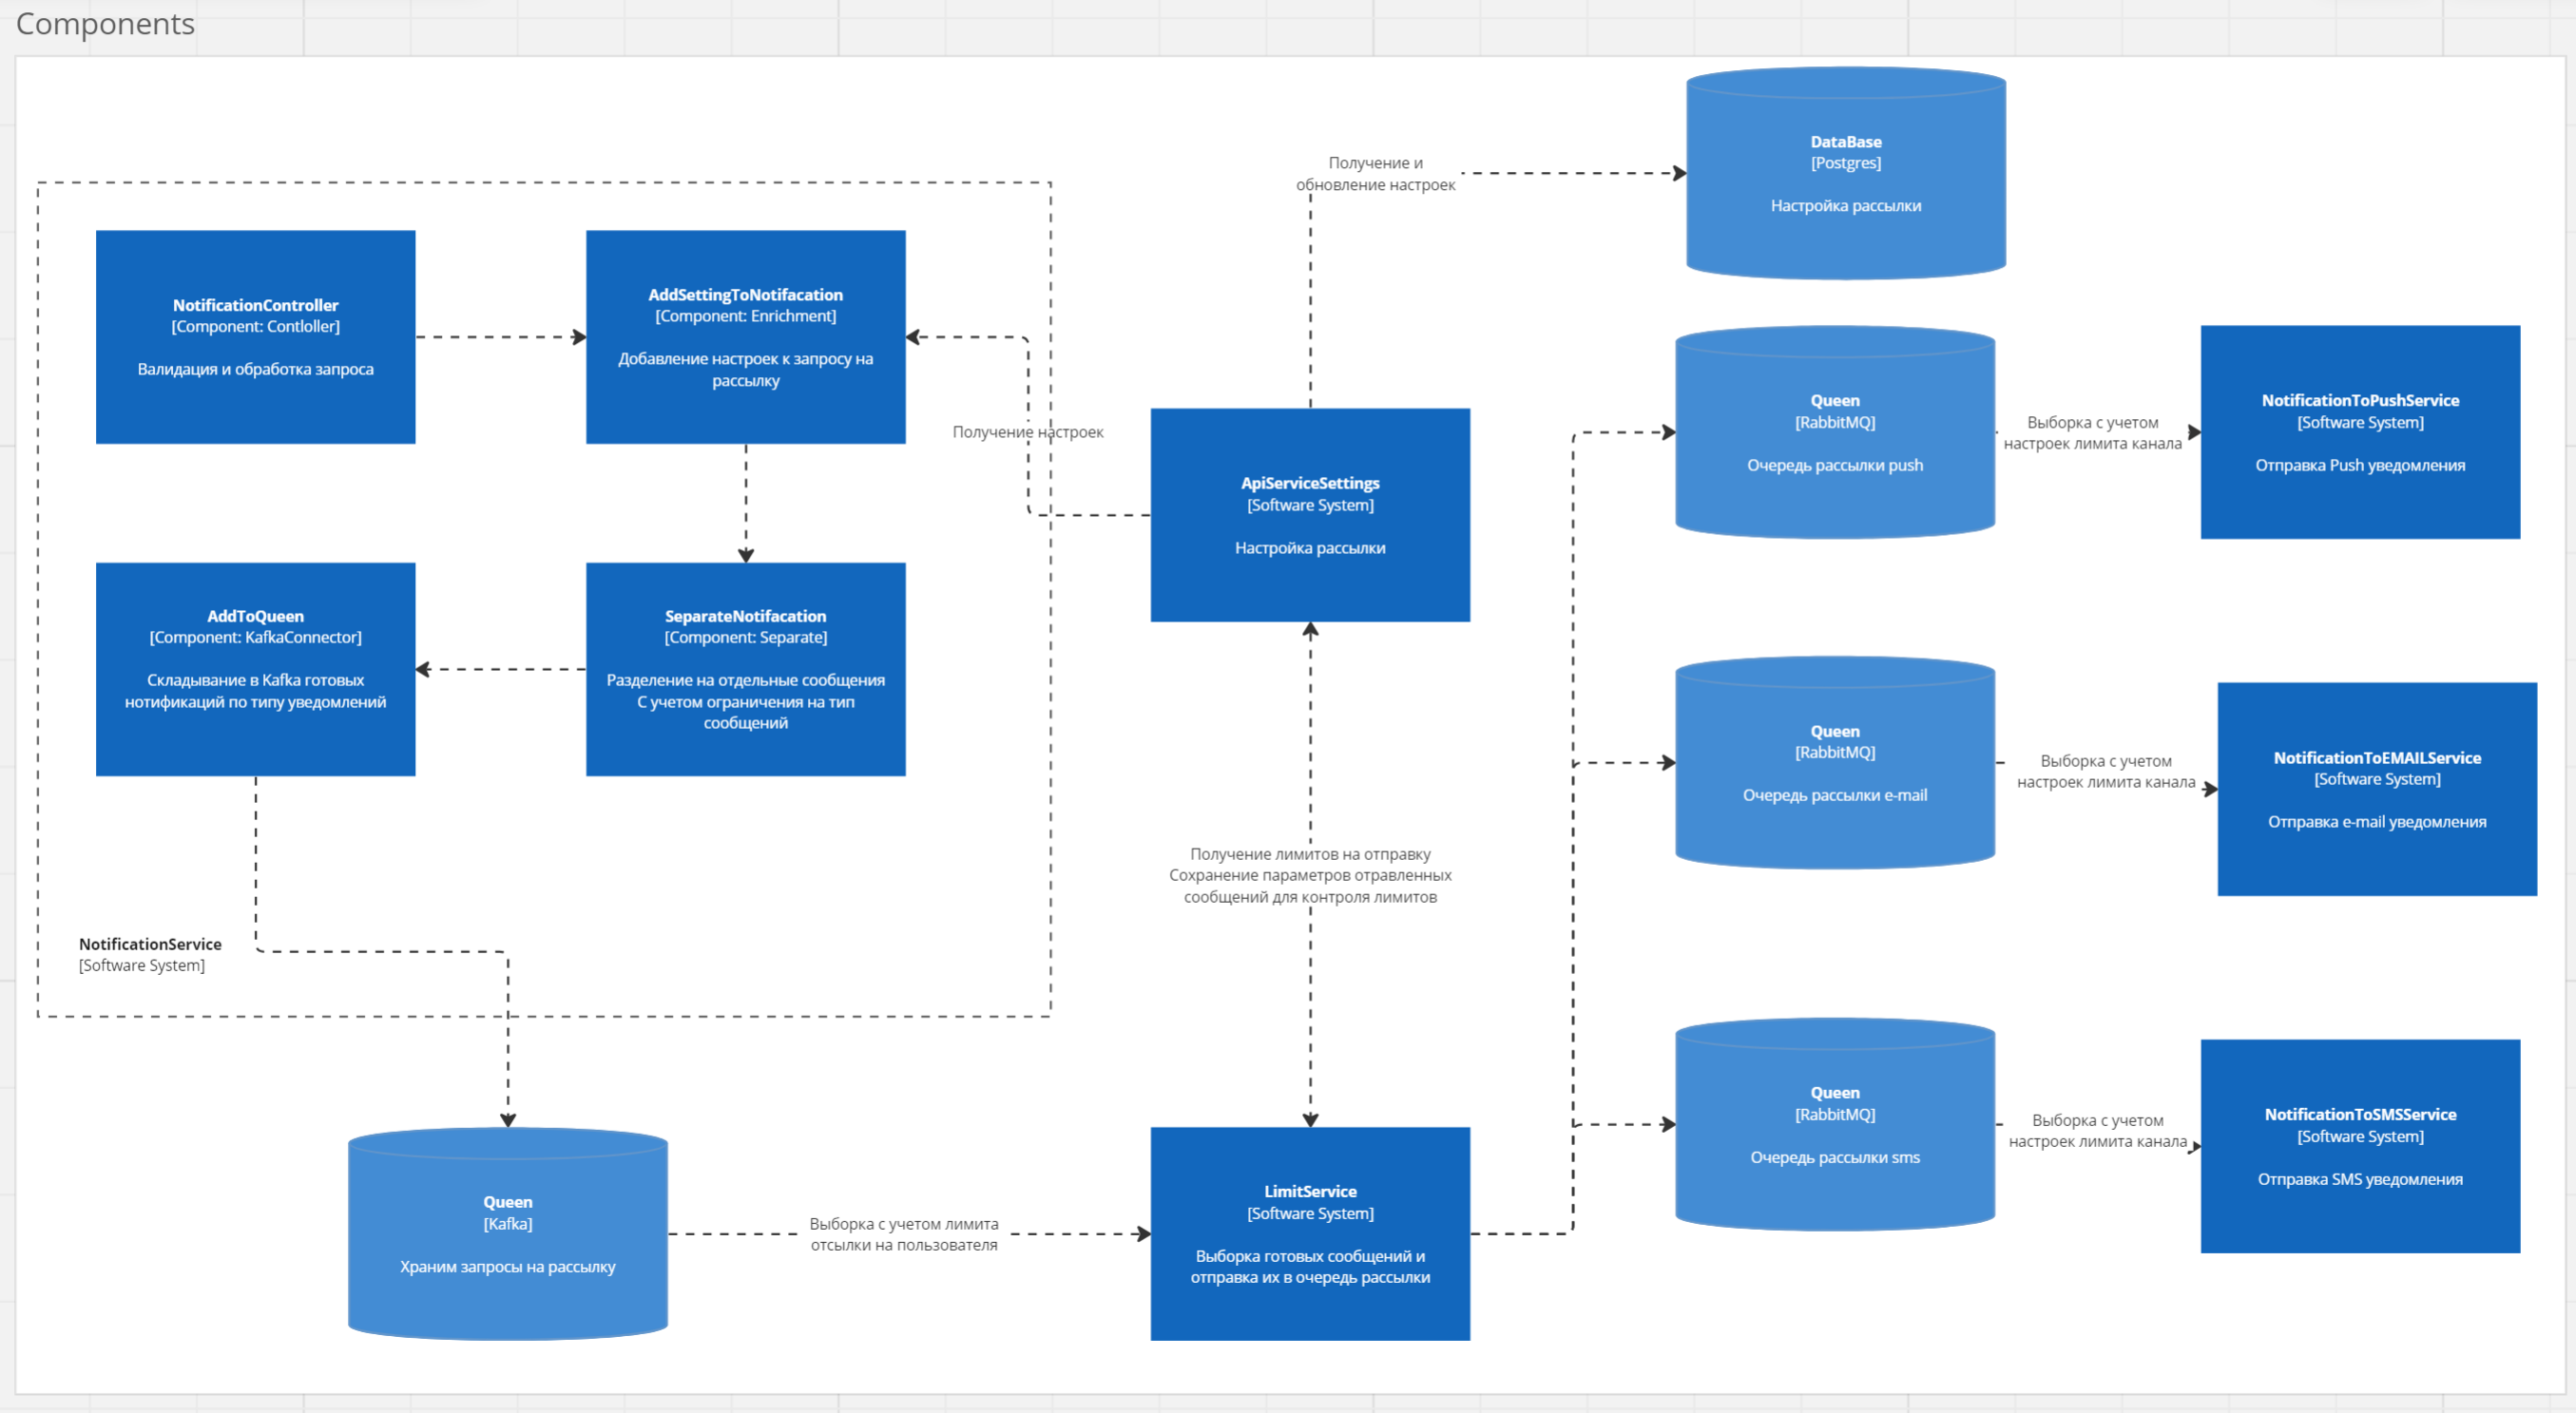 Components
NotificationController
[Component: Contloller]
Валидация и обработка запроса
AddSettingToNotifacation
[Component: Enrichment]
Добавление настроек к запросу на
рассылку
AddToQueen
[Component: KafkaConnector]
Складывание в Kafka готовых
нотификаций по типу уведомлений
SeparateNotifacation
[Component: Separate]
Разделение на отдельные сообщения
С учетом ограничения на тип
сообщений
NotificationService
[Software System]
Queen
[Kafka]
Храним запросы на рассылку
Получение настроек
Выборка с учетом лимита
отсылки на пользователя
Получение и
обновление настроек
ApiServiceSettings
[Software System]
Настройка рассылки
Получение лимитов на отправку
Сохранение параметров отравленных
сообщений для контроля лимитов
LimitService
[Software System]
Выборка готовых сообщений и
отправка их в очередь рассылки
DataBase
[Postgres]
Настройка рассылки
Queen
[RabbitMQ]
Очередь рассылки push
Выборка с учетом
настроек лимита канала
NotificationToPushService
[Software System]
Отправка Push уведомления
Queen
[RabbitMQ]
Очередь рассылки e-mail
Выборка с учетом
настроек лимита канала
NotificationToEMAILService
[Software System]
Отправка e-mail уведомления
Queen
[RabbitMQ]
Очередь рассылки sms
Выборка с учетом
настроек лимита канала
NotificationToSMSService
[Software System]
Отправка SMS уведомления